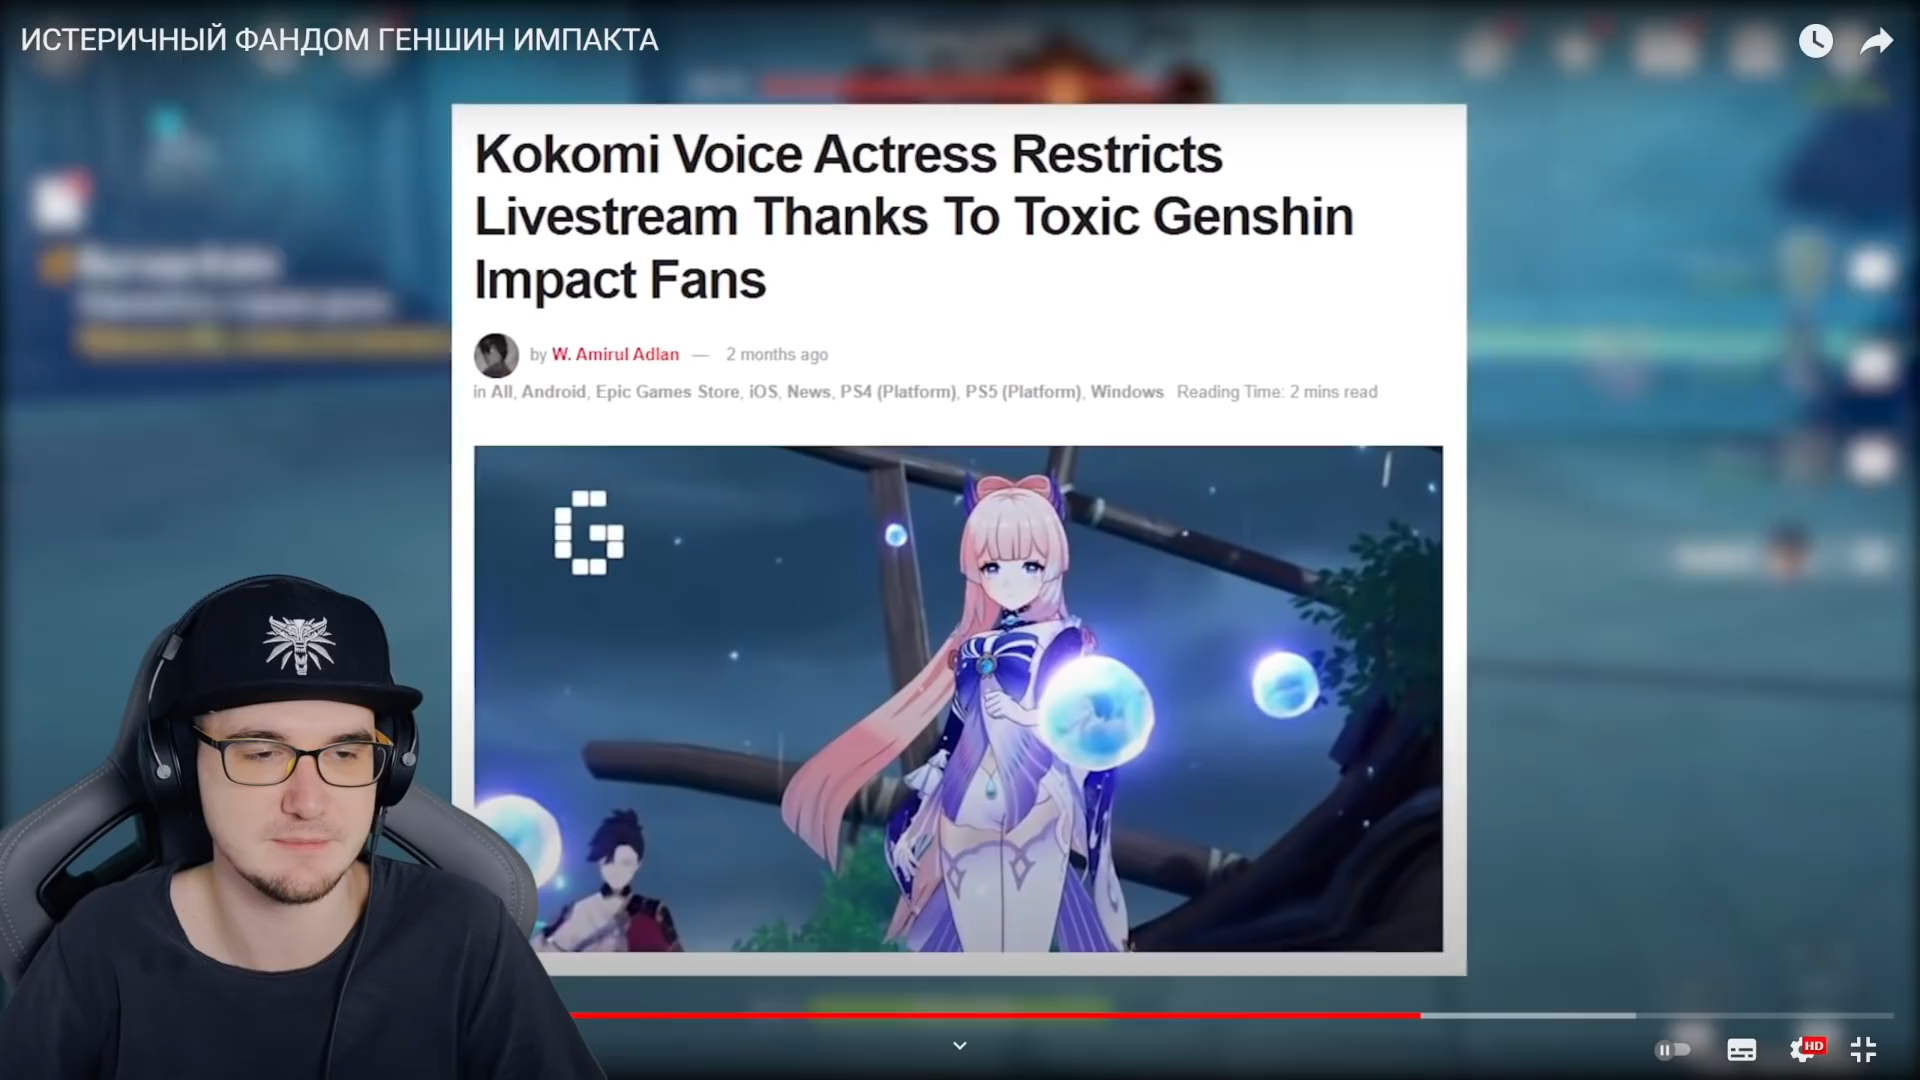 ИСТЕРИЧНЫЙ ФАНДОМ ГЕНШИН ИМПАКТА
Kokomi Voice Actress Restricts
Livestream Thanks To Toxic Genshin
Impact Fans
by W. Amirul Adlan — 2 months ago
in All, Android, Epic Games Store, iOS, News, PS4 (Platform), PS5 (Platform), Windows Reading Time: 2 mins read
G
HD